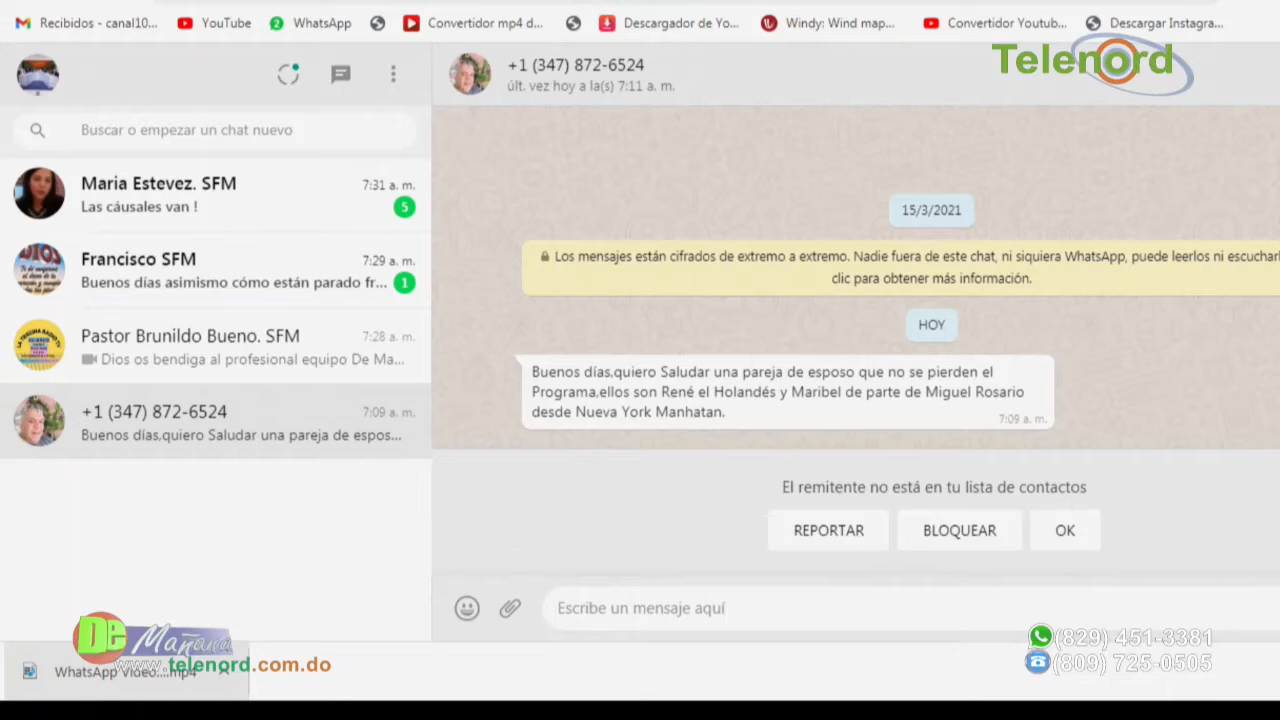 Recibidos - canal10...
YouTube
WhatsApp
Convertidor mp4 d...
Descargador de Yo...
Windy: Wind map...
Convertidor Youtub...
Descargar Instagra...
Telenord
+1 (347) 872-6524
últ. vez hoy a la(s) 7:11 a. m.
Buscar o empezar un chat nuevo
Maria Estevez. SFM
7:31 a. m.
Las cáusales van !
5
Francisco SFM
7:29 a. m.
Buenos días asimismo cómo están parado fr...
1
Pastor Brunildo Bueno. SFM
7:28 a. m.
Dios os bendiga al profesional equipo De Ma...
+1 (347) 872-6524
7:09 a. m.
Buenos días,quiero Saludar una pareja de espos...
15/3/2021
Los mensajes están cifrados de extremo a extremo. Nadie fuera de este chat, ni siquiera WhatsApp, puede leerlos ni escucharl
clic para obtener más información.
HOY
Buenos días,quiero Saludar una pareja de esposo que no se pierden el
Programa,ellos son René el Holandés y Maribel de parte de Miguel Rosario
desde Nueva York Manhatan.
7:09 a. m.
El remitente no está en tu lista de contactos
REPORTAR
BLOQUEAR
OK
Escribe un mensaje aquí
De Mañana
www.telenord.com.do
WhatsApp Video....mp4
(829) 451-3381
(809) 725-0505